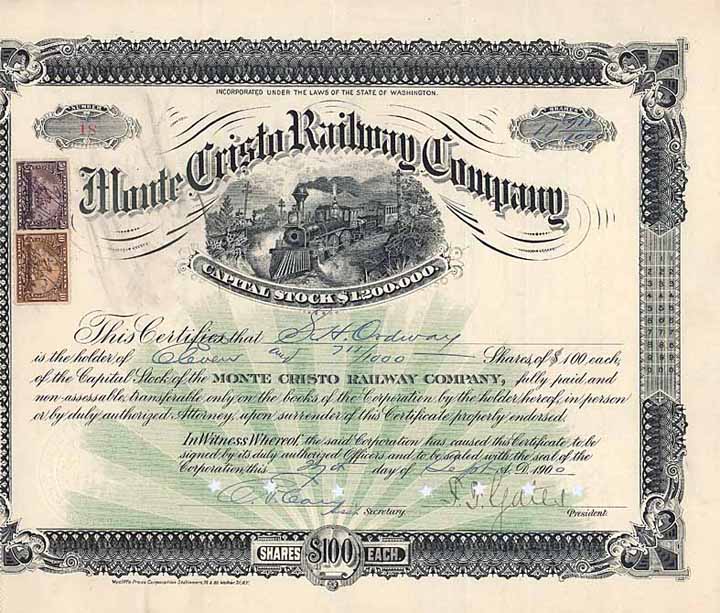 INCORPORATED UNDER THE LAWS OF THE STATE OF WASHINGTON.
NUMBER
18
SHARES
11 711/1000
Monte Cristo Railway Company
CAPITAL STOCK $1,200,000.
This Certifies that S. H. Ordway
is the holder of Eleven and 711/1000 Shares, of $100, each,
of the Capital Stock of the MONTE CRISTO RAILWAY COMPANY, fully paid and
non-assessable, transferable only on the books of the Corporation by the holder hereof, in person
or by duly authorized Attorney, upon surrender of this Certificate properly endorsed.
In Witness Whereof, the said Corporation has caused this Certificate to be
signed by its duly authorized Officers and to be sealed with the seal of the
Corporation this day of Sept. A.D. 1900
Secretary.
President.
SHARES $100 EACH